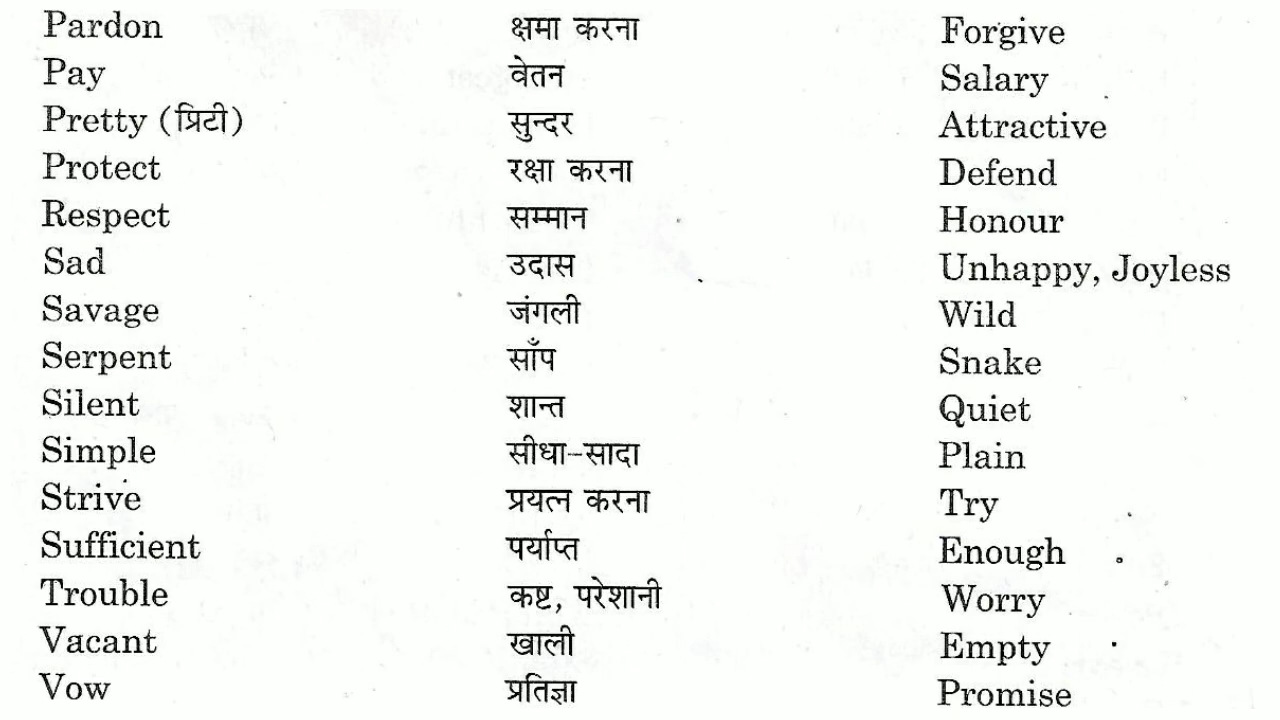 Pardon क्षमा करना Forgive
Pay वेतन Salary
Pretty (प्रिटी) सुन्दर Attractive
Protect रक्षा करना Defend
Respect सम्मान Honour
Sad उदास Unhappy, Joyless
Savage जंगली Wild
Serpent साँप Snake
Silent शान्त Quiet
Simple सीधा-सादा Plain
Strive प्रयत्न करना Try
Sufficient पर्याप्त Enough
Trouble कष्ट, परेशानी Worry
Vacant खाली Empty
Vow प्रतिज्ञा Promise